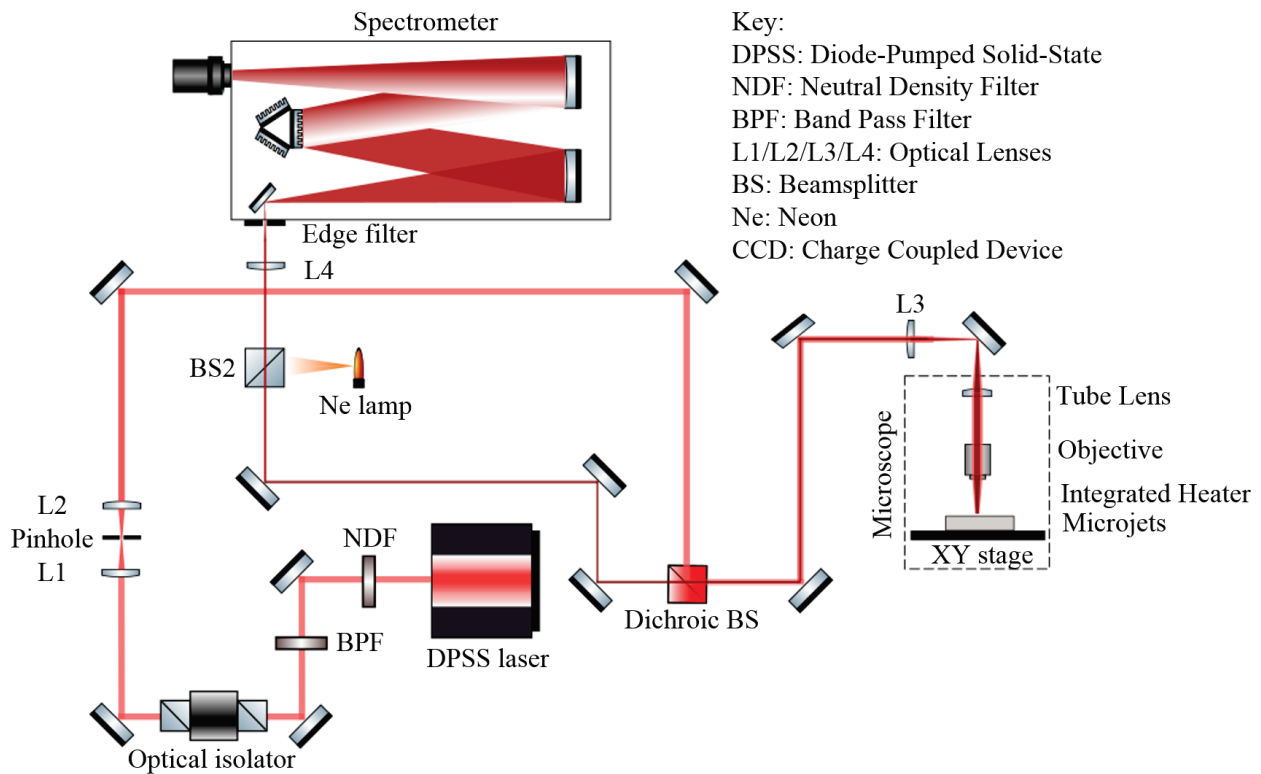 Spectrometer
Key:
DPSS: Diode-Pumped Solid-State
NDF: Neutral Density Filter
BPF: Band Pass Filter
L1/L2/L3/L4: Optical Lenses
BS: Beamsplitter
Ne: Neon
CCD: Charge Coupled Device
Edge filter
L4
L3
BS2
Ne lamp
Tube Lens
Objective
Microscope
Integrated Heater
Microjets
XY stage
L2
Pinhole
L1
NDF
BPF
DPSS laser
Dichroic BS
Optical isolator